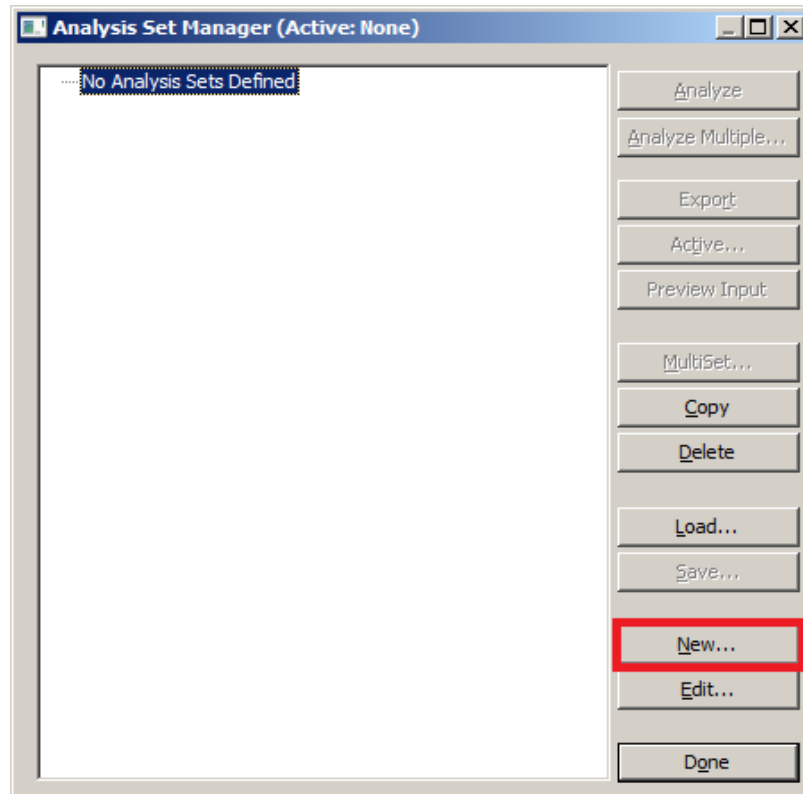 Analysis Set Manager (Active: None)
No Analysis Sets Defined
Analyze
Analyze Multiple...
Export
Active...
Preview Input
MultiSet...
Copy
Delete
Load...
Save...
New...
Edit...
Done